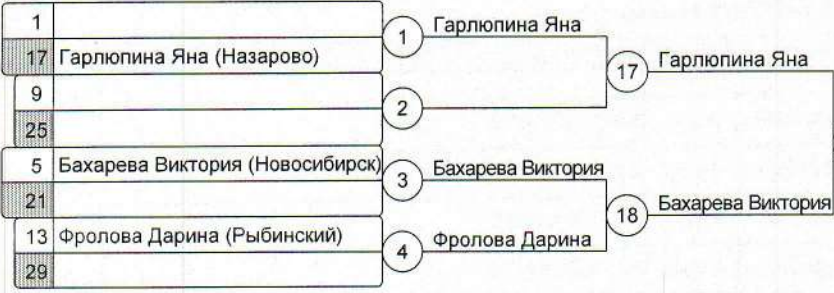 1
17 Гарлюпина Яна (Назарово)
1
Гарлюпина Яна
9
25
2
17
Гарлюпина Яна
5 Бахарева Виктория (Новосибирск)
21
3
Бахарева Виктория
13 Фролова Дарина (Рыбинский)
29
4
Фролова Дарина
18
Бахарева Виктория